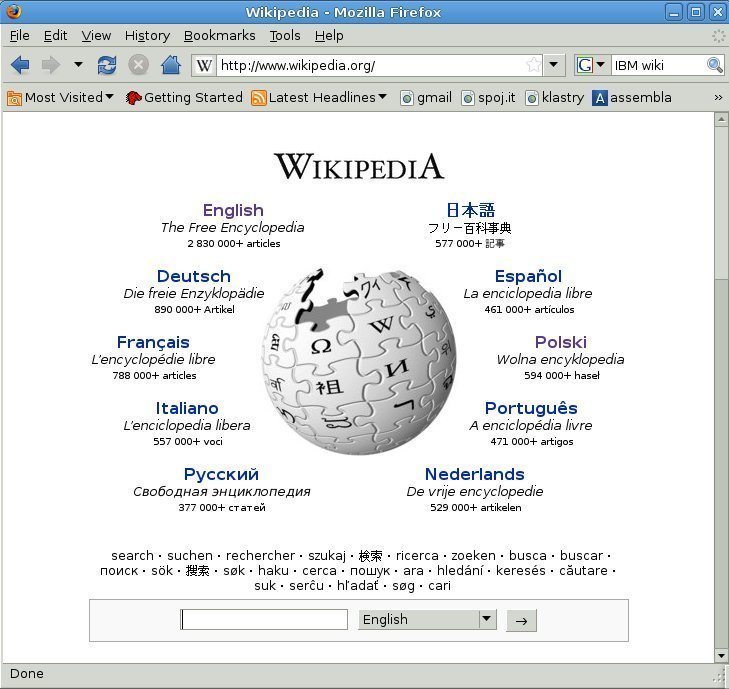 Wikipedia - Mozilla Firefox
File Edit View History Bookmarks Tools Help
W http://www.wikipedia.org/ G IBM wiki
Most Visited Getting Started Latest Headlines gmail spoj.it klastry A assembla »
WIKIPEDIA
English 日本語
The Free Encyclopedia フリー百科事典
2 830 000+ articles 577 000+ 記事
Deutsch Español
Die freie Enzyklopädie La enciclopedia libre
890 000+ Artikel 461 000+ artículos
Français Polski
L'encyclopédie libre Wolna encyklopedia
788 000+ articles 594 000+ haseł
Italiano Português
L'enciclopedia libera A enciclopédia livre
557 000+ voci 471 000+ artigos
Русский Nederlands
Свободная энциклопедия De vrije encyclopedie
377 000+ статей 529 000+ artikelen
Ω W
祖 И
search · suchen · rechercher · szukaj · 検索 · ricerca · zoeken · busca · buscar ·
поиск · sök · 搜索 · søk · haku · cerca · пошук · ara · hledání · keresés · căutare ·
suk · serĉu · hľadať · søg · cari
English →
Done